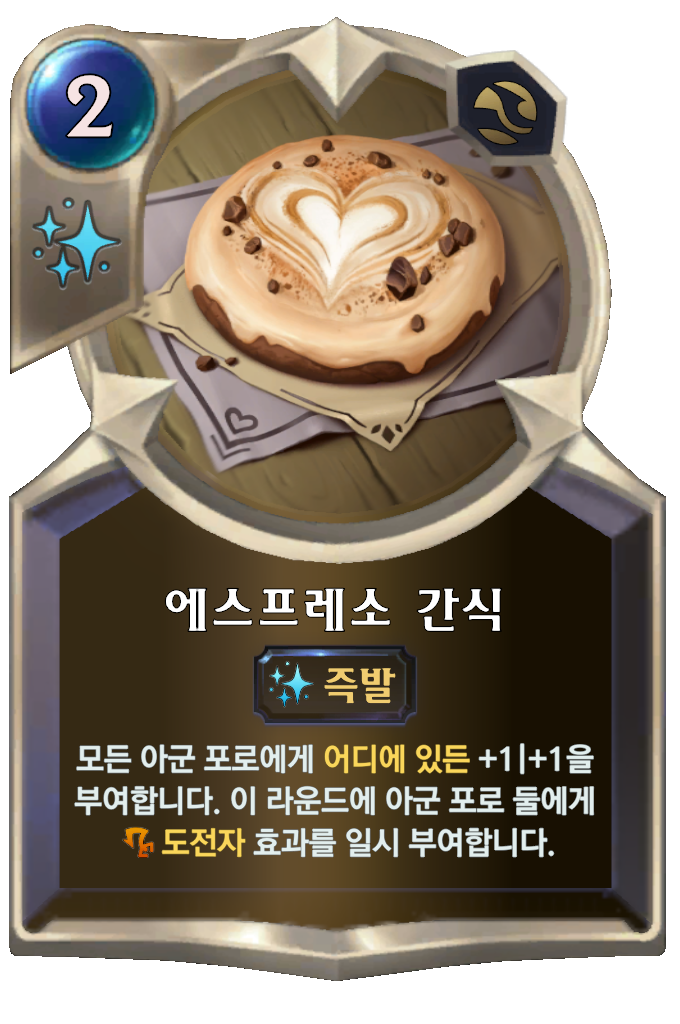 2
에스프레소 간식
즉발
모든 아군 포로에게 어디에 있든 +1|+1을
부여합니다. 이 라운드에 아군 포로 둘에게
도전자 효과를 일시 부여합니다.